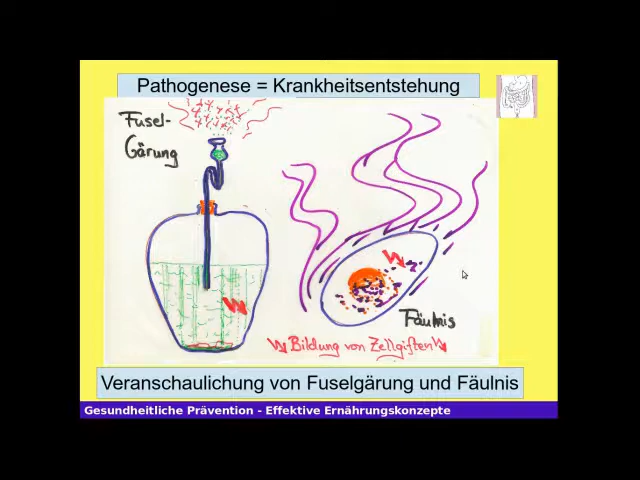 Pathogenese = Krankheitsentstehung
Fusel-
Gärung
Fäulnis
Bildung von Zellgiften
Veranschaulichung von Fuselgärung und Fäulnis
Gesundheitliche Prävention - Effektive Ernährungskonzepte